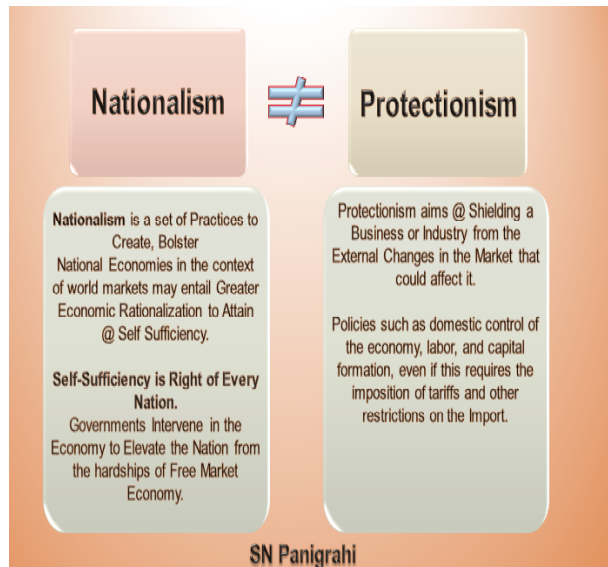 Nationalism ≠ Protectionism
Nationalism is a set of Practices to
Create, Bolster
National Economies in the context
of world markets may entail Greater
Economic Rationalization to Attain
@ Self Sufficiency.
Self-Sufficiency is Right of Every
Nation.
Governments Intervene in the
Economy to Elevate the Nation from
the hardships of Free Market
Economy.
Protectionism aims @ Shielding a
Business or Industry from the
External Changes in the Market that
could affect it.
Policies such as domestic control of
the economy, labor, and capital
formation, even if this requires the
imposition of tariffs and other
restrictions on the Import.
SN Panigrahi